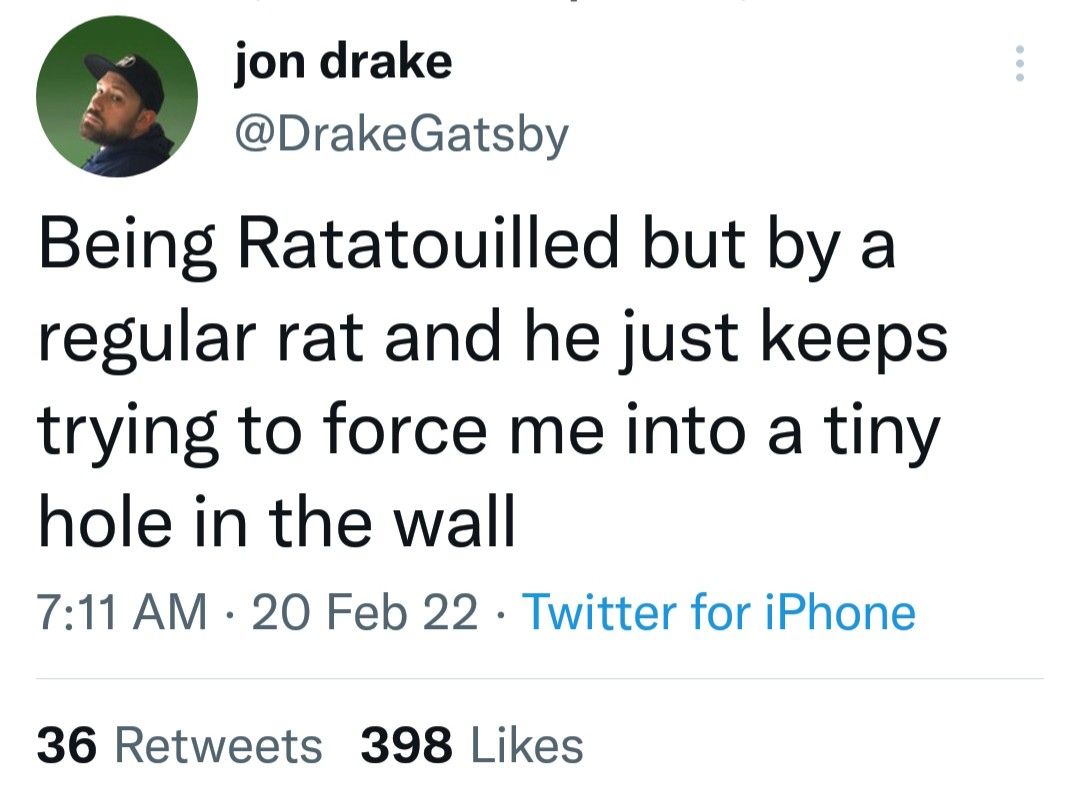 jon drake
@DrakeGatsby
Being Ratatouilled but by a
regular rat and he just keeps
trying to force me into a tiny
hole in the wall
7:11 AM · 20 Feb 22 · Twitter for iPhone
36 Retweets 398 Likes